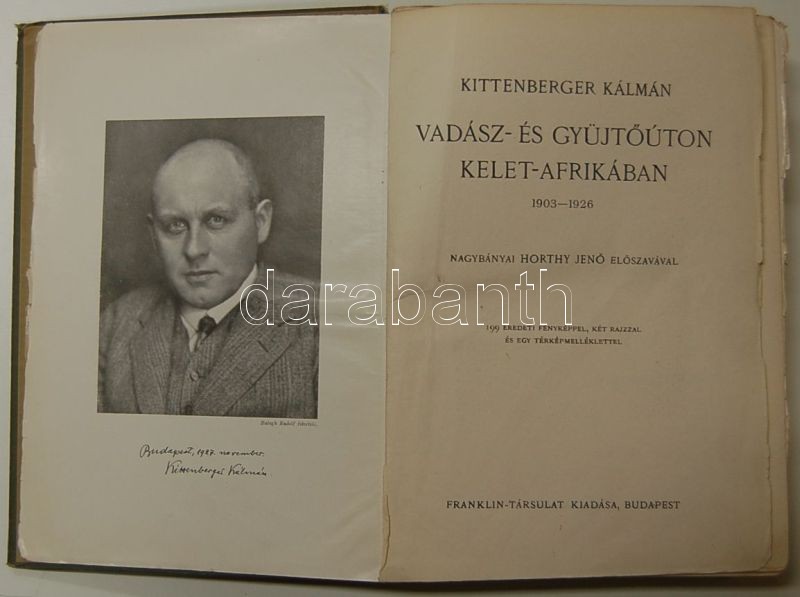 Balogh Rudolf felvétele.
Budapest, 1927. november.
Kittenberger Kálmán
KITTENBERGER KÁLMÁN
VADÁSZ- ÉS GYÜJTŐÚTON
KELET-AFRIKÁBAN
1903—1926
NAGYBÁNYAI HORTHY JENŐ ELŐSZAVÁVAL
darabanth
199 EREDETI FÉNYKÉPPEL, KÉT RAJZZAL
ÉS EGY TÉRKÉPMELLÉKLETTEL
FRANKLIN-TÁRSULAT KIADÁSA, BUDAPEST